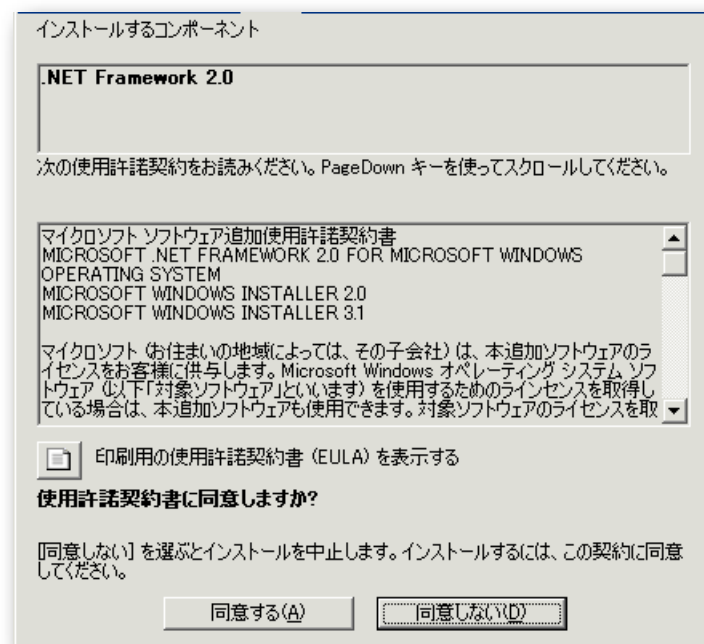 インストールするコンポーネント
.NET Framework 2.0
次の使用許諾契約をお読みください。PageDown キーを使ってスクロールしてください。
マイクロソフト ソフトウェア追加使用許諾契約書
MICROSOFT .NET FRAMEWORK 2.0 FOR MICROSOFT WINDOWS
OPERATING SYSTEM
MICROSOFT WINDOWS INSTALLER 2.0
MICROSOFT WINDOWS INSTALLER 3.1
マイクロソフト (お住まいの地域によっては、その子会社) は、本追加ソフトウェアのラ
イセンスをお客様に供与します。Microsoft Windows オペレーティング システム ソフ
トウェア (以下「対象ソフトウェア」といいます) を使用するためのラインセンスを取得し
ている場合は、本追加ソフトウェアも使用できます。対象ソフトウェアのライセンスを取
印刷用の使用許諾契約書 (EULA) を表示する
使用許諾契約書に同意しますか?
[同意しない] を選ぶとインストールを中止します。インストールするには、この契約に同意
してください。
同意する(A)
同意しない(D)